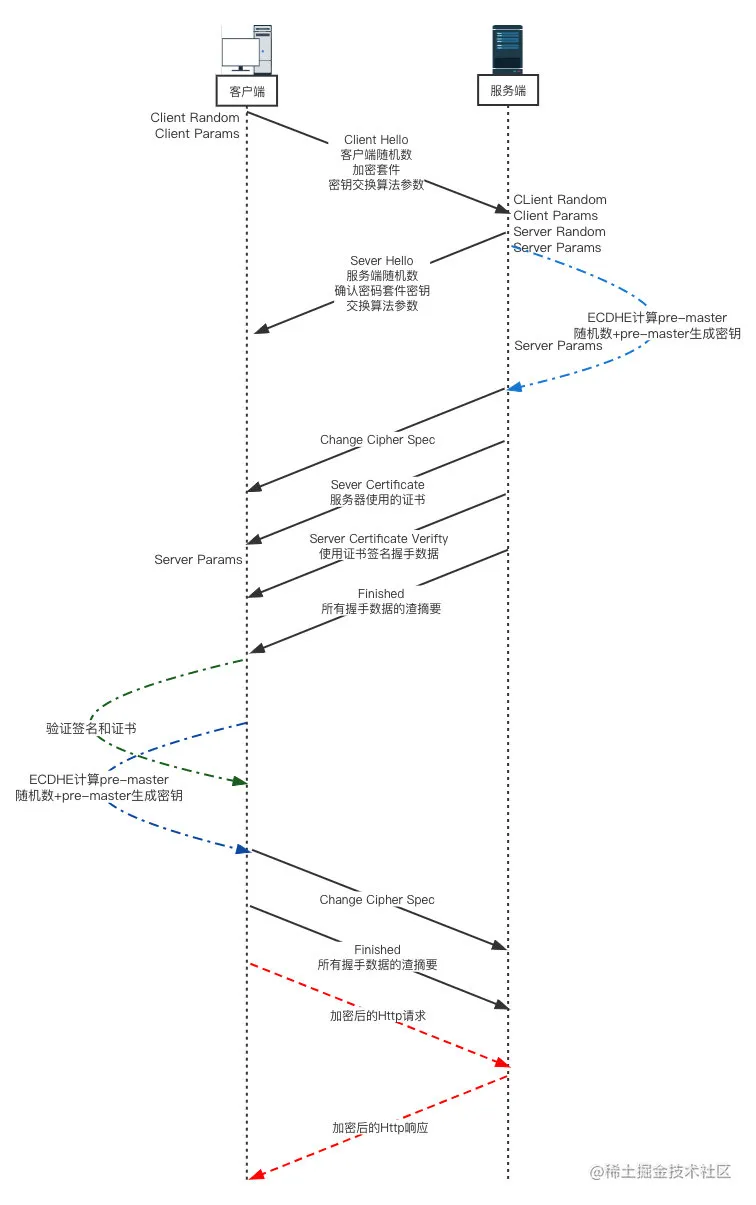 客户端
服务端
Client Random
Client Params
Client Hello
客户端随机数
加密套件
密钥交换算法参数
CLient Random
Client Params
Server Random
Server Params
Sever Hello
服务端随机数
确认密码套件密钥
交换算法参数
ECDHE计算pre-master
随机数+pre-master生成密钥
Server Params
Change Cipher Spec
Sever Certificate
服务器使用的证书
Server Certificate Verifty
使用证书签名握手数据
Server Params
Finished
所有握手数据的渣摘要
验证签名和证书
ECDHE计算pre-master
随机数+pre-master生成密钥
Change Cipher Spec
Finished
所有握手数据的渣摘要
加密后的Http请求
加密后的Http响应
@稀土掘金技术社区